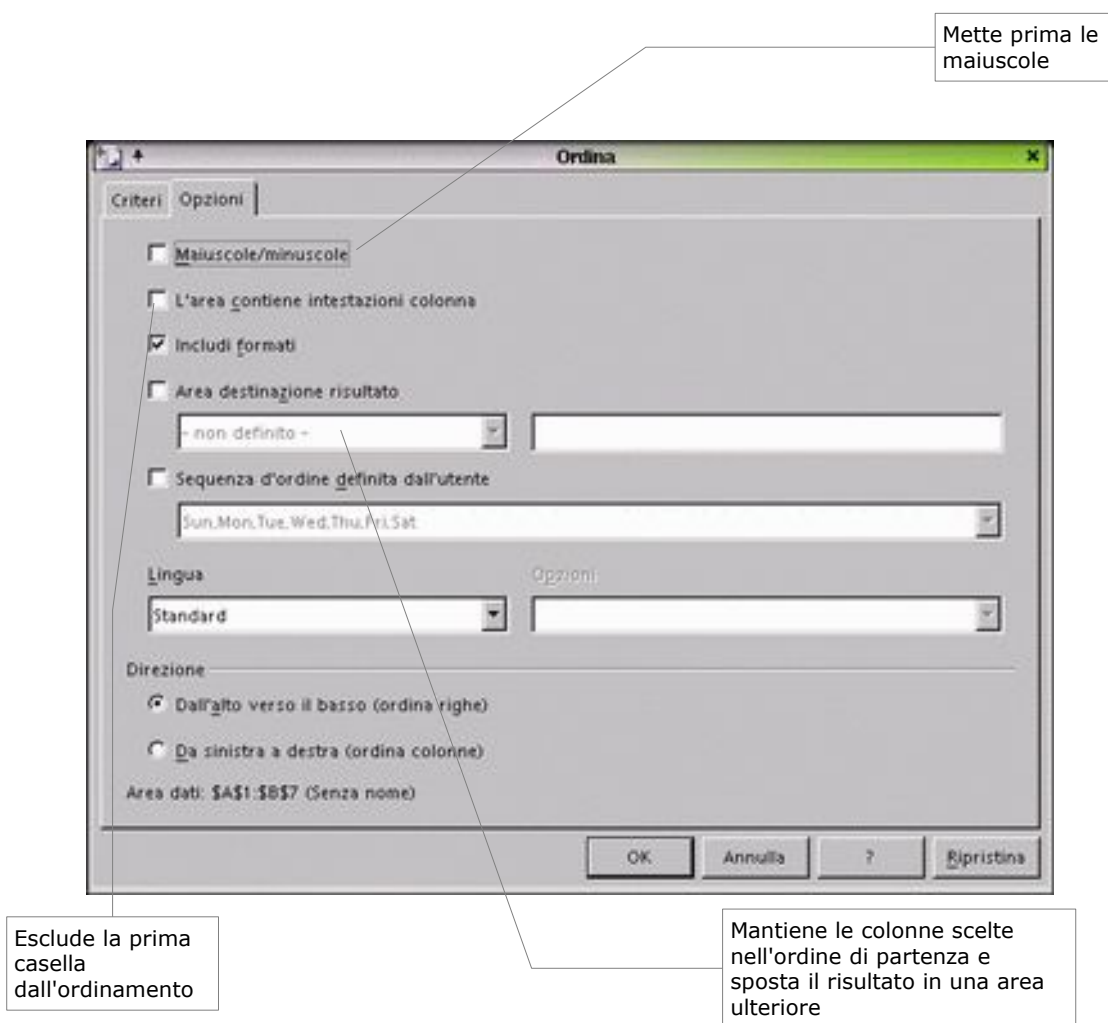 Mette prima le
maiuscole
Ordina
Criteri Opzioni
Maiuscole/minuscole
L'area contiene intestazioni colonna
Includi formati
Area destinazione risultato
- non definito -
Sequenza d'ordine definita dall'utente
Sun,Mon,Tue,Wed,Thu,Fri,Sat
Lingua Opzioni
Standard
Direzione
Dall'alto verso il basso (ordina righe)
Da sinistra a destra (ordina colonne)
Area dati: $A$1:$B$7 (Senza nome)
OK Annulla ? Ripristina
Esclude la prima
casella
dall'ordinamento
Mantiene le colonne scelte
nell'ordine di partenza e
sposta il risultato in una area
ulteriore